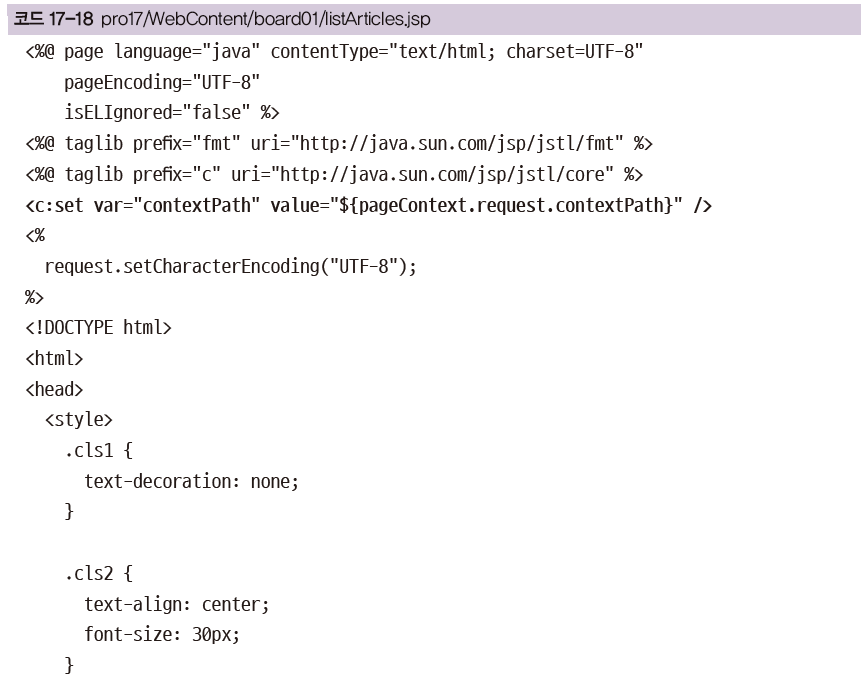 코드 17-18 pro17/WebContent/board01/listArticles.jsp
<%@ page language="java" contentType="text/html; charset=UTF-8"
    pageEncoding="UTF-8"
    isELIgnored="false" %>
<%@ taglib prefix="fmt" uri="http://java.sun.com/jsp/jstl/fmt" %>
<%@ taglib prefix="c" uri="http://java.sun.com/jsp/jstl/core" %>
<c:set var="contextPath" value="${pageContext.request.contextPath}" />
<%
  request.setCharacterEncoding("UTF-8");
%>
<!DOCTYPE html>
<html>
<head>
  <style>
    .cls1 {
      text-decoration: none;
    }

    .cls2 {
      text-align: center;
      font-size: 30px;
    }